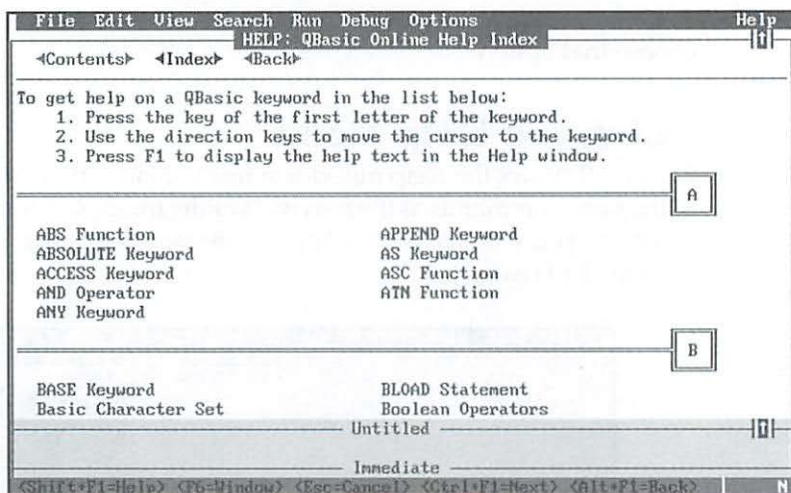 File Edit View Search Run Debug Options Help
HELP: QBasic Online Help Index
◄Contents► ◄Index► ◄Back►
To get help on a QBasic keyword in the list below:
1. Press the key of the first letter of the keyword.
2. Use the direction keys to move the cursor to the keyword.
3. Press F1 to display the help text in the Help window.
A
ABS Function APPEND Keyword
ABSOLUTE Keyword AS Keyword
ACCESS Keyword ASC Function
AND Operator ATN Function
ANY Keyword
B
BASE Keyword BLOAD Statement
Basic Character Set Boolean Operators
Untitled
Immediate
<Shift+F1=Help> <F6=Window> <Esc=Cancel> <Ctrl+F1=Next> <Alt+F1=Back> N